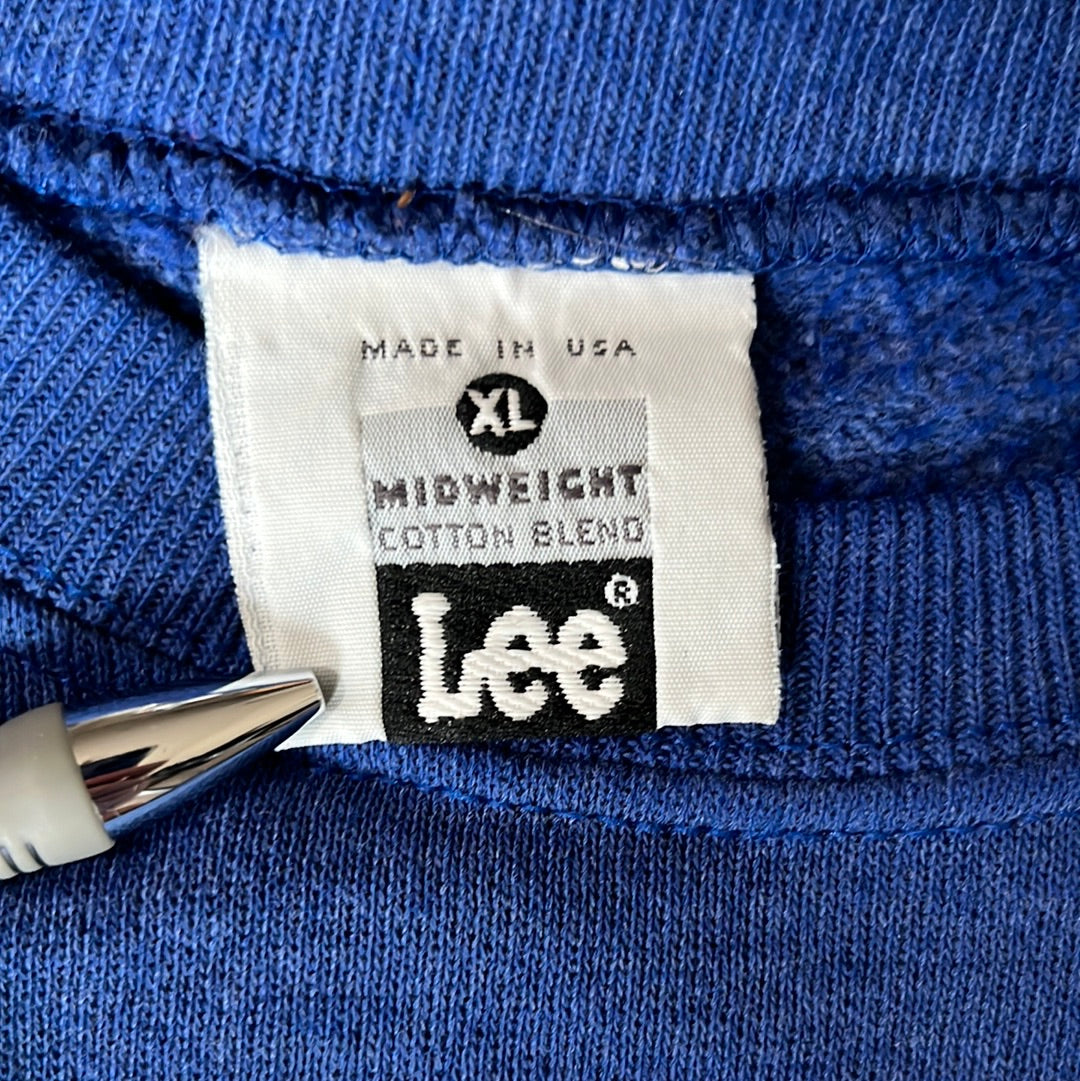 MADE IN USA
XL
MIDWEIGHT
COTTON BLEND
Lee®